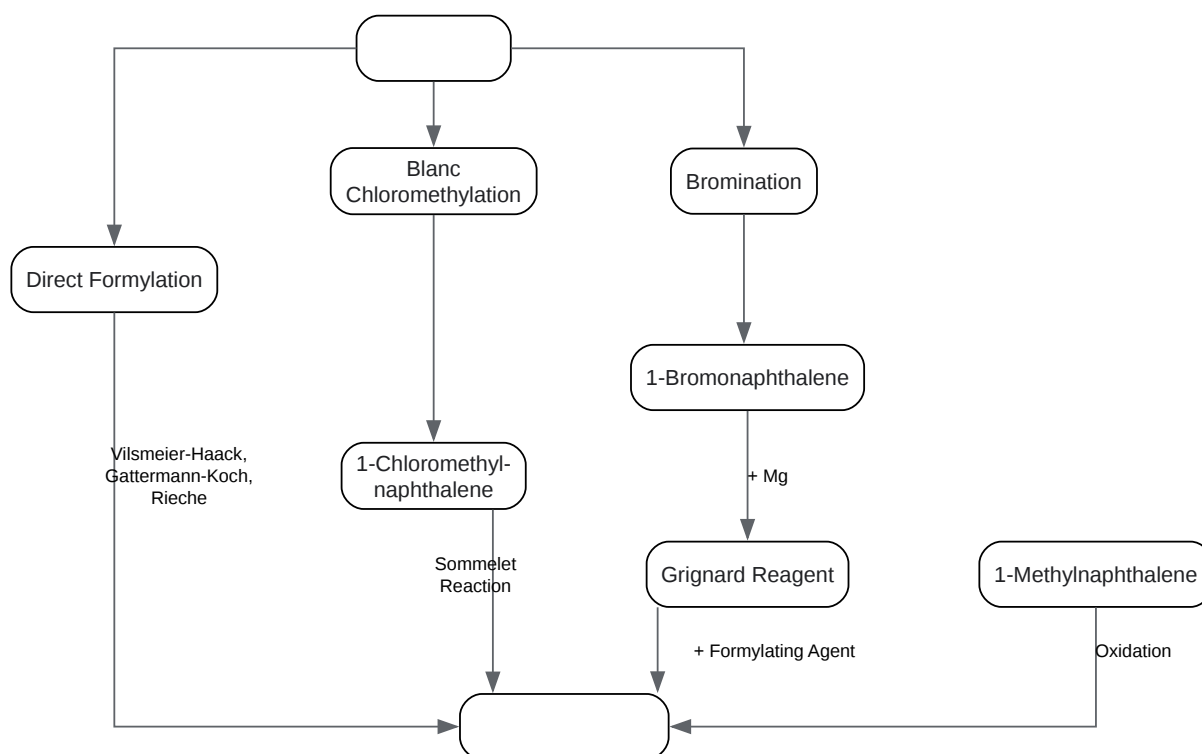 Blanc
Chloromethylation
Bromination
Direct Formylation
1-Bromonaphthalene
Vilsmeier-Haack,
Gattermann-Koch,
Rieche
1-Chloromethyl-
naphthalene
+ Mg
Sommelet
Reaction
Grignard Reagent
1-Methylnaphthalene
+ Formylating Agent
Oxidation